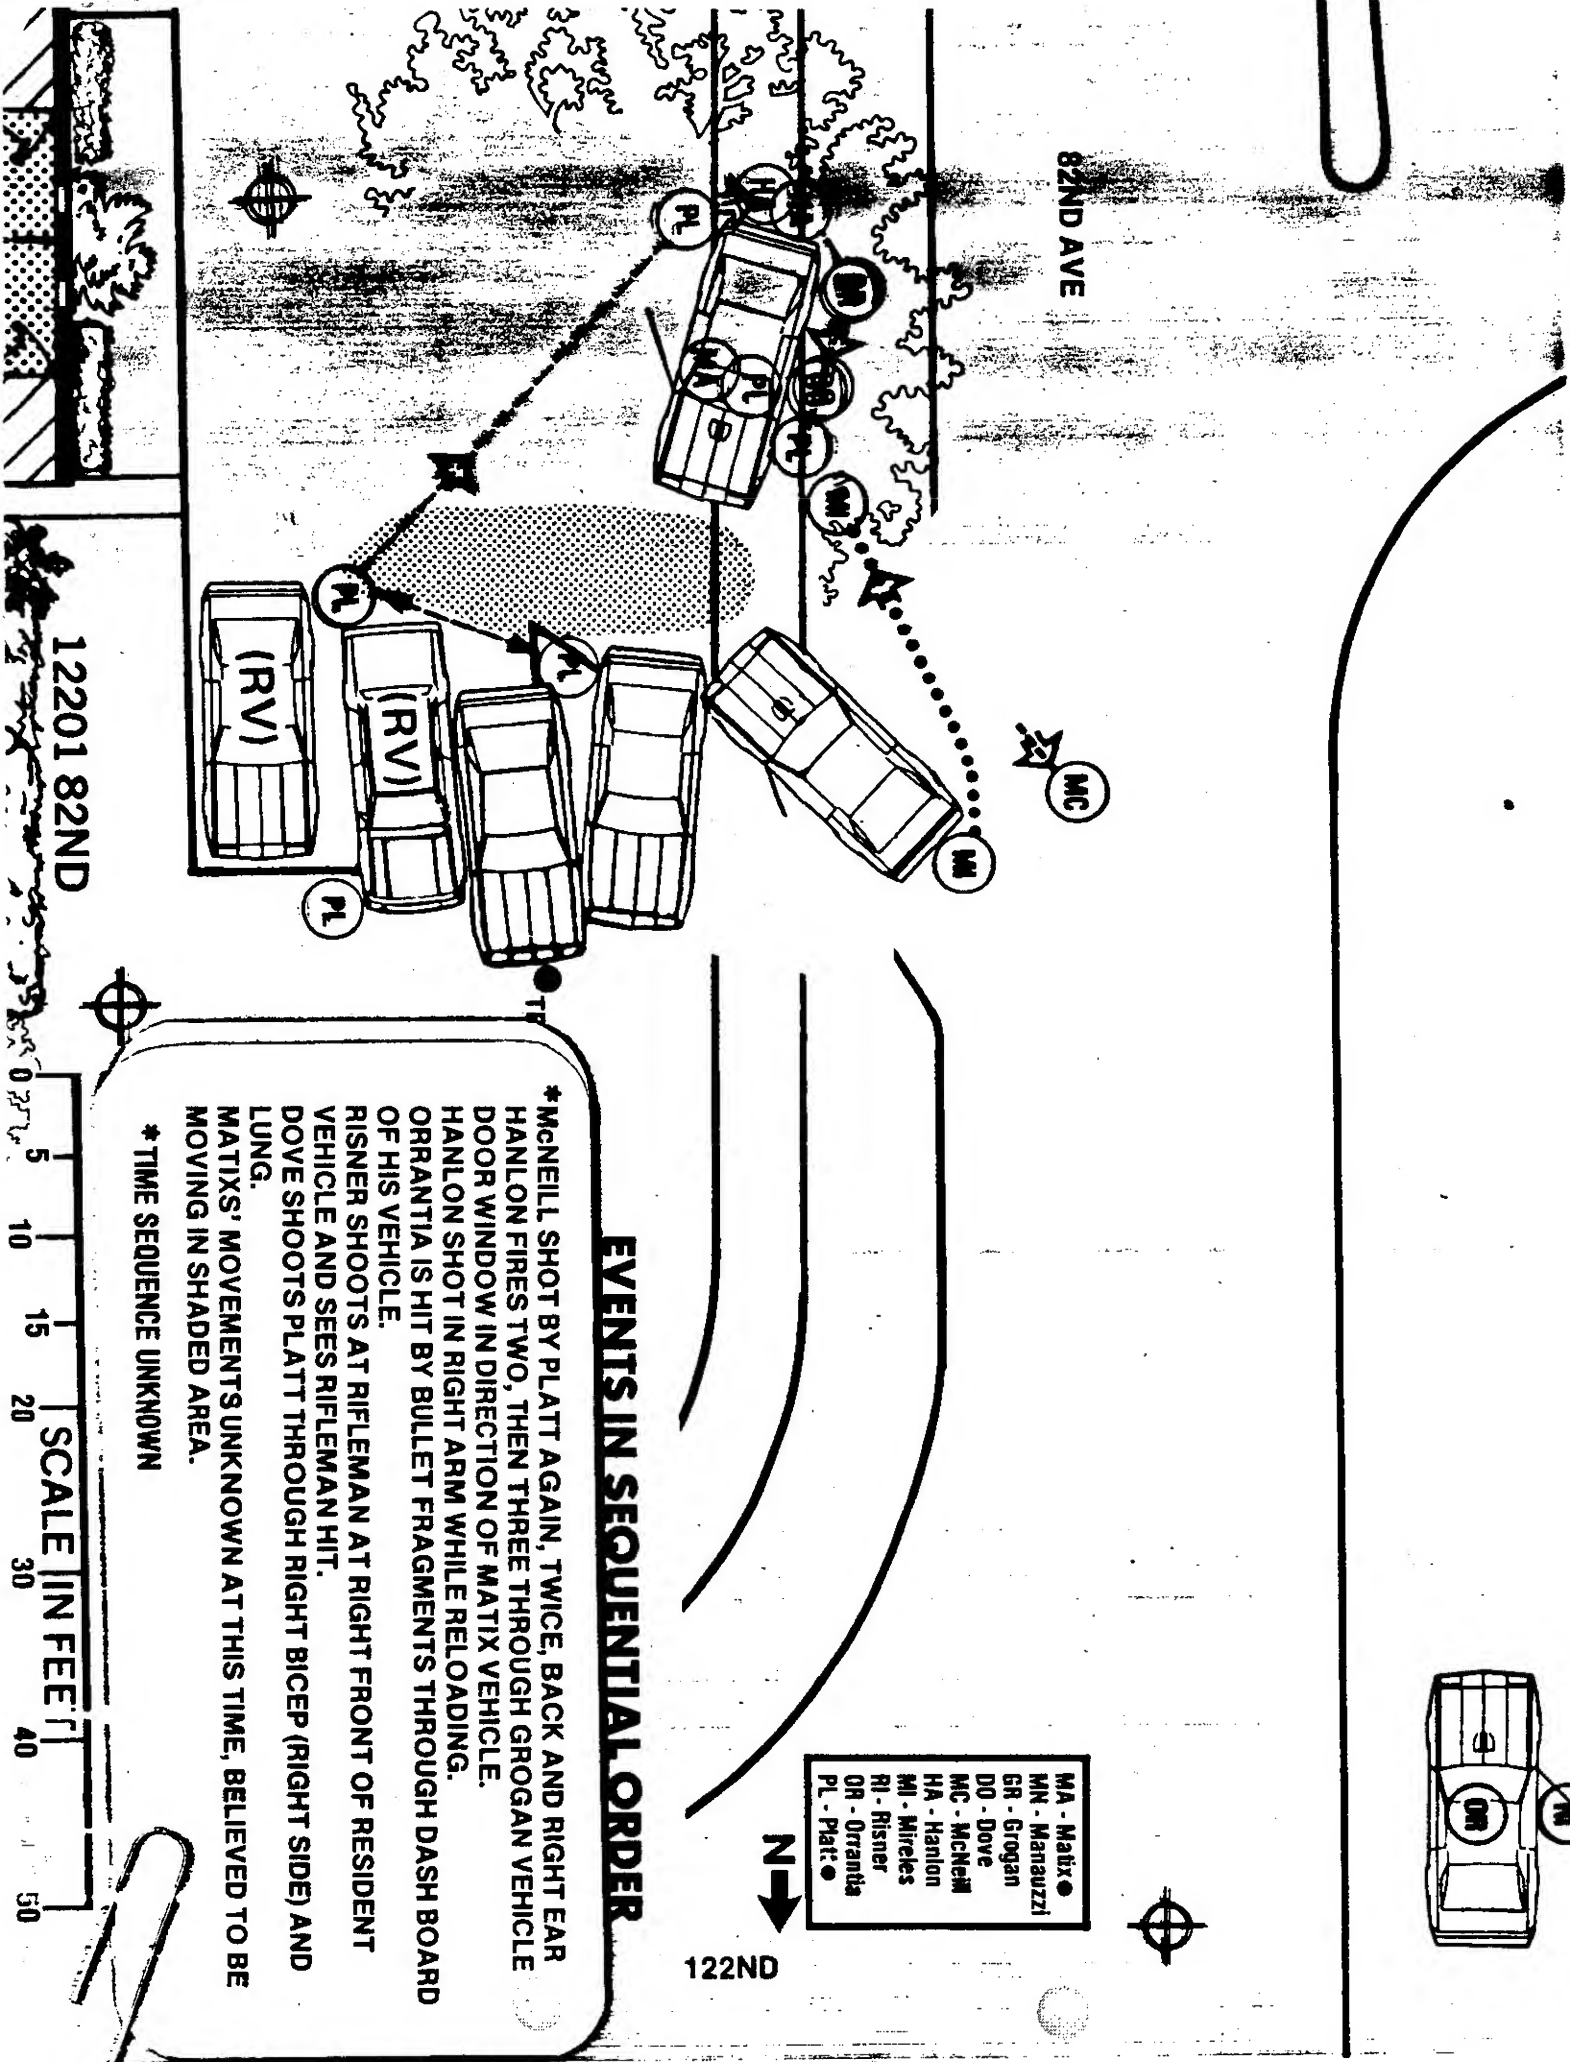 82ND AVE
HA
PL
GR
MA
PL
PL
MI
PL
PL
(RV)
(RV)
PL
MC
MI
12201 82ND
EVENTS IN SEQUENTIAL ORDER
*McNEILL SHOT BY PLATT AGAIN, TWICE, BACK AND RIGHT EAR
HANLON FIRES TWO, THEN THREE THROUGH GROGAN VEHICLE
DOOR WINDOW IN DIRECTION OF MATIX VEHICLE.
HANLON SHOT IN RIGHT ARM WHILE RELOADING.
ORRANTIA IS HIT BY BULLET FRAGMENTS THROUGH DASH BOARD
OF HIS VEHICLE.
RISNER SHOOTS AT RIFLEMAN AT RIGHT FRONT OF RESIDENT
VEHICLE AND SEES RIFLEMAN HIT.
DOVE SHOOTS PLATT THROUGH RIGHT BICEP (RIGHT SIDE) AND
LUNG.
MATIXS' MOVEMENTS UNKNOWN AT THIS TIME, BELIEVED TO BE
MOVING IN SHADED AREA.
*TIME SEQUENCE UNKNOWN
MA - Matix
MN - Manauzzi
GR - Grogan
DO - Dove
MC - McNeill
HA - Hanlon
MI - Mireles
RI - Risner
OR - Orrantia
PL - Platt
N
122ND
OR
0 5 10 15 20 30 40 50
SCALE IN FEET